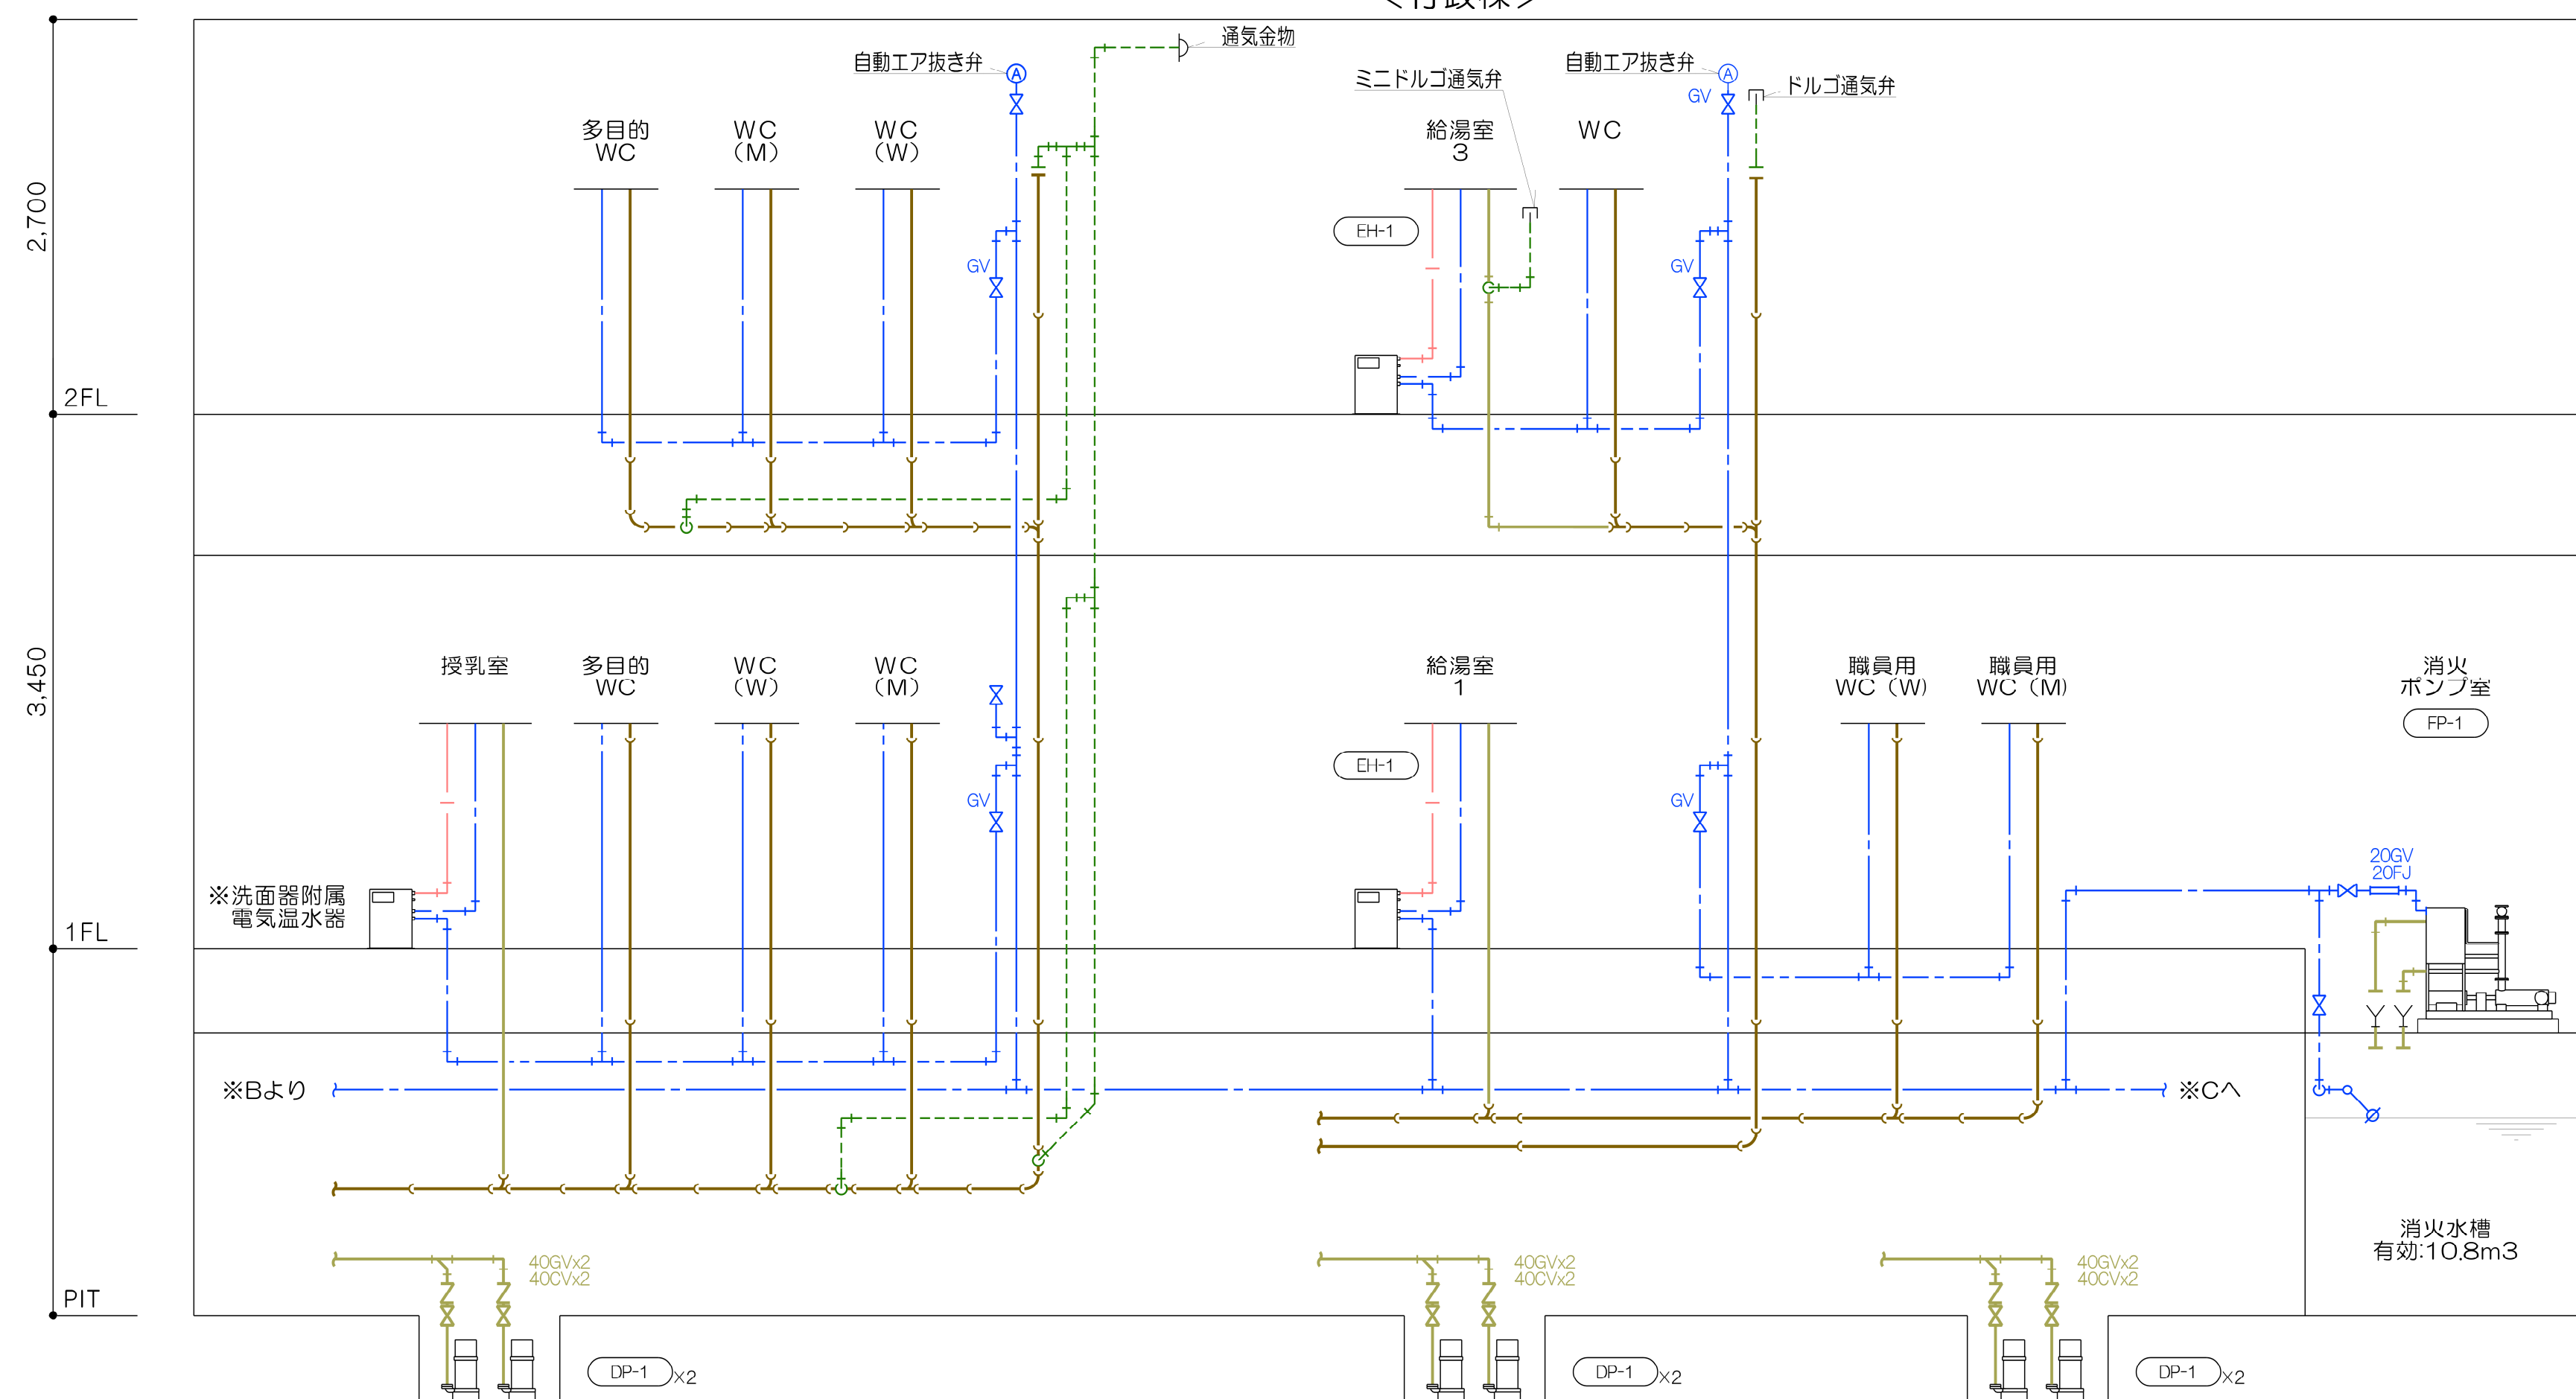 <行政棟>
通気金物
自動エア抜き弁
自動エア抜き弁
ミニドルゴ通気弁
ドルゴ通気弁
GV
多目的
WC
WC
(M)
WC
(W)
給湯室
3
WC
2,700
EH-1
GV
GV
2FL
3,450
授乳室
多目的
WC
WC
(W)
WC
(M)
給湯室
1
職員用
WC (W)
職員用
WC (M)
消火
ポンプ室
FP-1
EH-1
GV
GV
20GV
20FJ
※洗面器附属
電気温水器
1FL
※Bより
※Cへ
消火水槽
有効:10.8m3
40GVx2
40CVx2
40GVx2
40CVx2
40GVx2
40CVx2
PIT
DP-1 x2
DP-1 x2
DP-1 x2